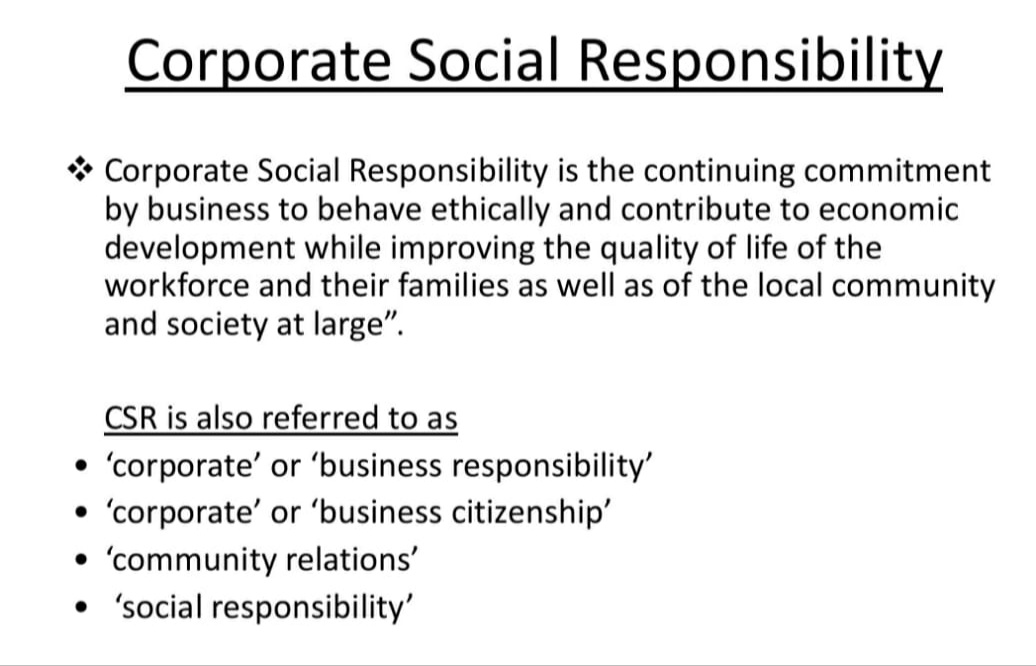 Corporate Social Responsibility
❖ Corporate Social Responsibility is the continuing commitment
by business to behave ethically and contribute to economic
development while improving the quality of life of the
workforce and their families as well as of the local community
and society at large”.
CSR is also referred to as
• ‘corporate’ or ‘business responsibility’
• ‘corporate’ or ‘business citizenship’
• ‘community relations’
• ‘social responsibility’